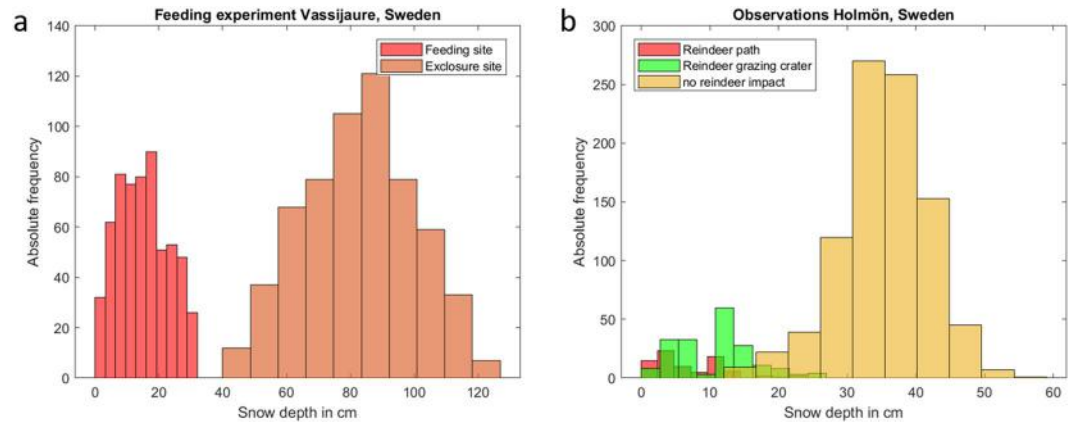 a
Feeding experiment Vassijaure, Sweden
140
120
100
80
60
40
20
0
Absolute frequency
Feeding site
Exclosure site
0 20 40 60 80 100 120
Snow depth in cm
b
Observations Holmön, Sweden
300
250
200
150
100
50
0
Absolute frequency
Reindeer path
Reindeer grazing crater
no reindeer impact
0 10 20 30 40 50 60
Snow depth in cm